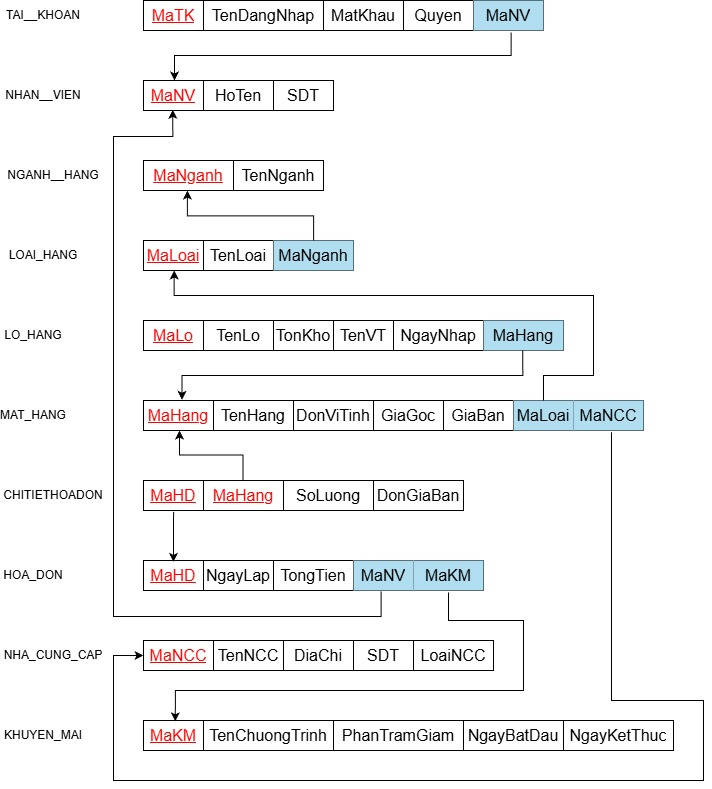 TAI__KHOAN MaTK TenDangNhap MatKhau Quyen MaNV
NHAN__VIEN MaNV HoTen SDT
NGANH__HANG MaNganh TenNganh
LOAI_HANG MaLoai TenLoai MaNganh
LO_HANG MaLo TenLo TonKho TenVT NgayNhap MaHang
MAT_HANG MaHang TenHang DonViTinh GiaGoc GiaBan MaLoai MaNCC
CHITIETHOADON MaHD MaHang SoLuong DonGiaBan
HOA_DON MaHD NgayLap TongTien MaNV MaKM
NHA_CUNG_CAP MaNCC TenNCC DiaChi SDT LoaiNCC
KHUYEN_MAI MaKM TenChuongTrinh PhanTramGiam NgayBatDau NgayKetThuc